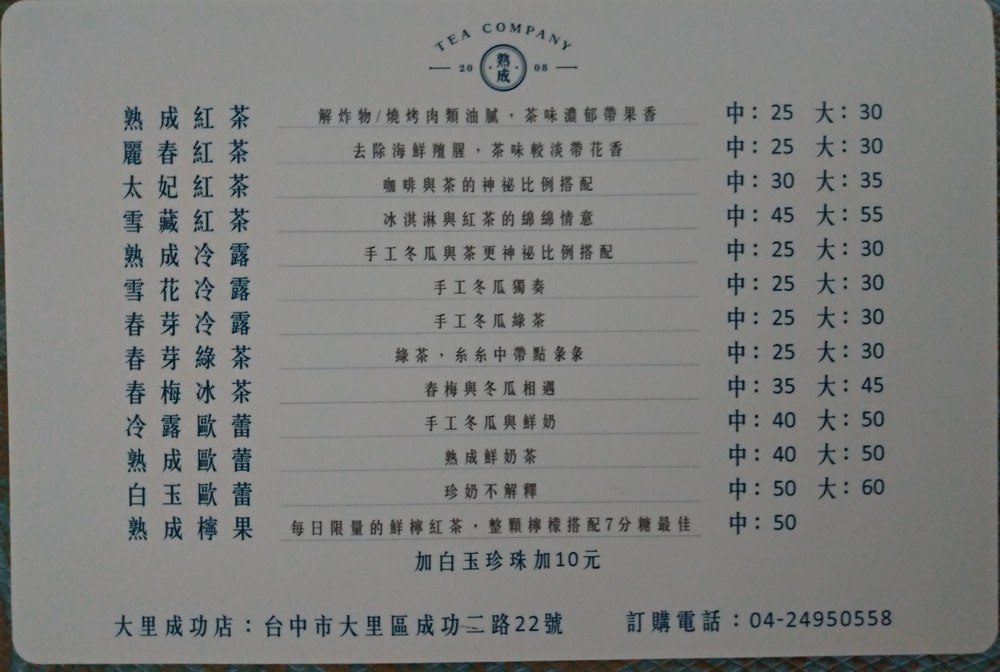 TEA COMPANY
20 熟成 08
熟成紅茶 解炸物/燒烤肉類油膩，茶味濃郁帶果香 中：25 大：30
麗春紅茶 去除海鮮羶腥，茶味較淡帶花香 中：25 大：30
太妃紅茶 咖啡與茶的神祕比例搭配 中：30 大：35
雪藏紅茶 冰淇淋與紅茶的綿綿情意 中：45 大：55
熟成冷露 手工冬瓜與茶更神祕比例搭配 中：25 大：30
雪花冷露 手工冬瓜獨奏 中：25 大：30
春芽冷露 手工冬瓜綠茶 中：25 大：30
春芽綠茶 綠茶，糸糸中帶點彖彖 中：25 大：30
春梅冰茶 春梅與冬瓜相遇 中：35 大：45
冷露歐蕾 手工冬瓜與鮮奶 中：40 大：50
熟成歐蕾 熟成鮮奶茶 中：40 大：50
白玉歐蕾 珍奶不解釋 中：50 大：60
熟成檸果 每日限量的鮮檸紅茶，整顆檸檬搭配7分糖最佳 中：50
加白玉珍珠加10元
大里成功店：台中市大里區成功二路22號 訂購電話：04-24950558